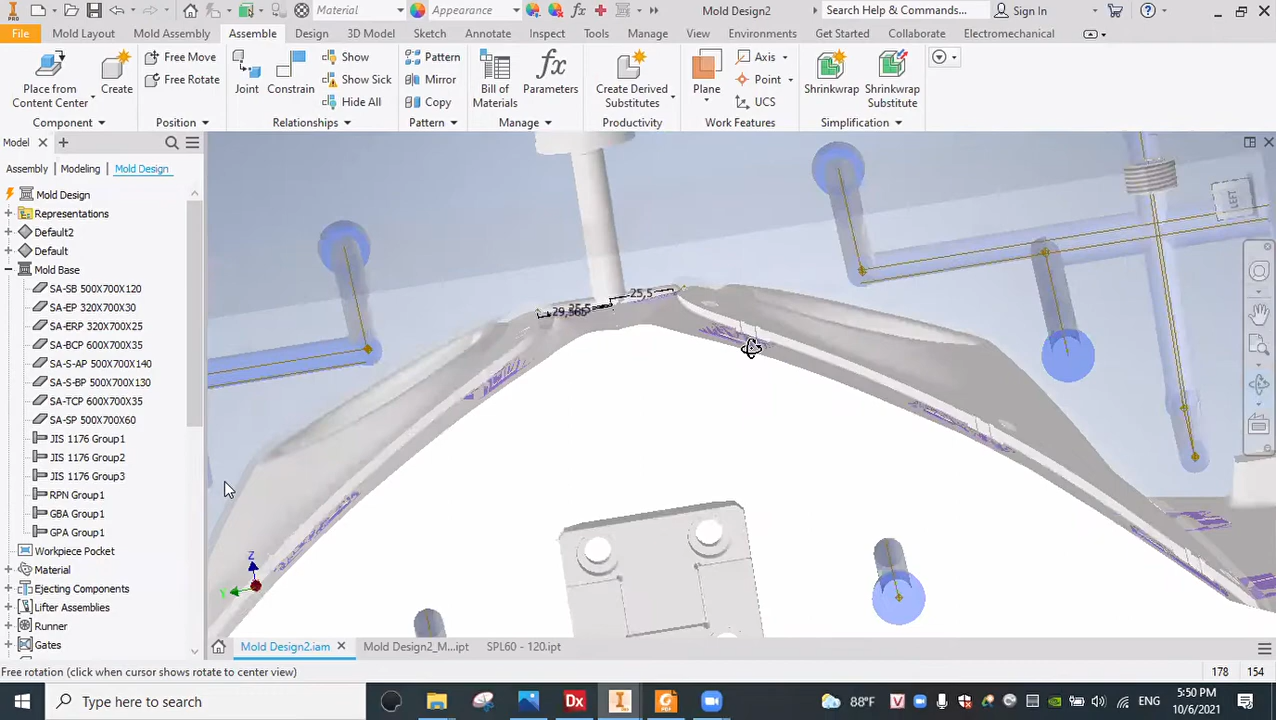 Material
Appearance
Mold Design2
Search Help & Commands...
Sign In
File
Mold Layout
Mold Assembly
Assemble
Design
3D Model
Sketch
Annotate
Inspect
Tools
Manage
View
Environments
Get Started
Collaborate
Electromechanical
Place from
Content Center
Create
Free Move
Free Rotate
Joint
Constrain
Show
Show Sick
Hide All
Pattern
Mirror
Copy
Bill of
Materials
Parameters
Create Derived
Substitutes
Plane
Axis
Point
UCS
Shrinkwrap
Shrinkwrap
Substitute
Component
Position
Relationships
Pattern
Manage
Productivity
Work Features
Simplification
Model
Assembly
Modeling
Mold Design
Mold Design
Representations
Default2
Default
Mold Base
SA-SB 500X700X120
SA-EP 320X700X30
SA-ERP 320X700X25
SA-BCP 600X700X35
SA-S-AP 500X700X140
SA-S-BP 500X700X130
SA-TCP 600X700X35
SA-SP 500X700X60
JIS 1176 Group1
JIS 1176 Group2
JIS 1176 Group3
RPN Group1
GBA Group1
GPA Group1
Workpiece Pocket
Material
Ejecting Components
Lifter Assemblies
Runner
Gates
25,5
LEFT
Z
Y
Mold Design2.iam
Mold Design2_M...ipt
SPL60 - 120.ipt
Free rotation (click when cursor shows rotate to center view)
178
154
Type here to search
Dx
88°F
ENG
5:50 PM
10/6/2021